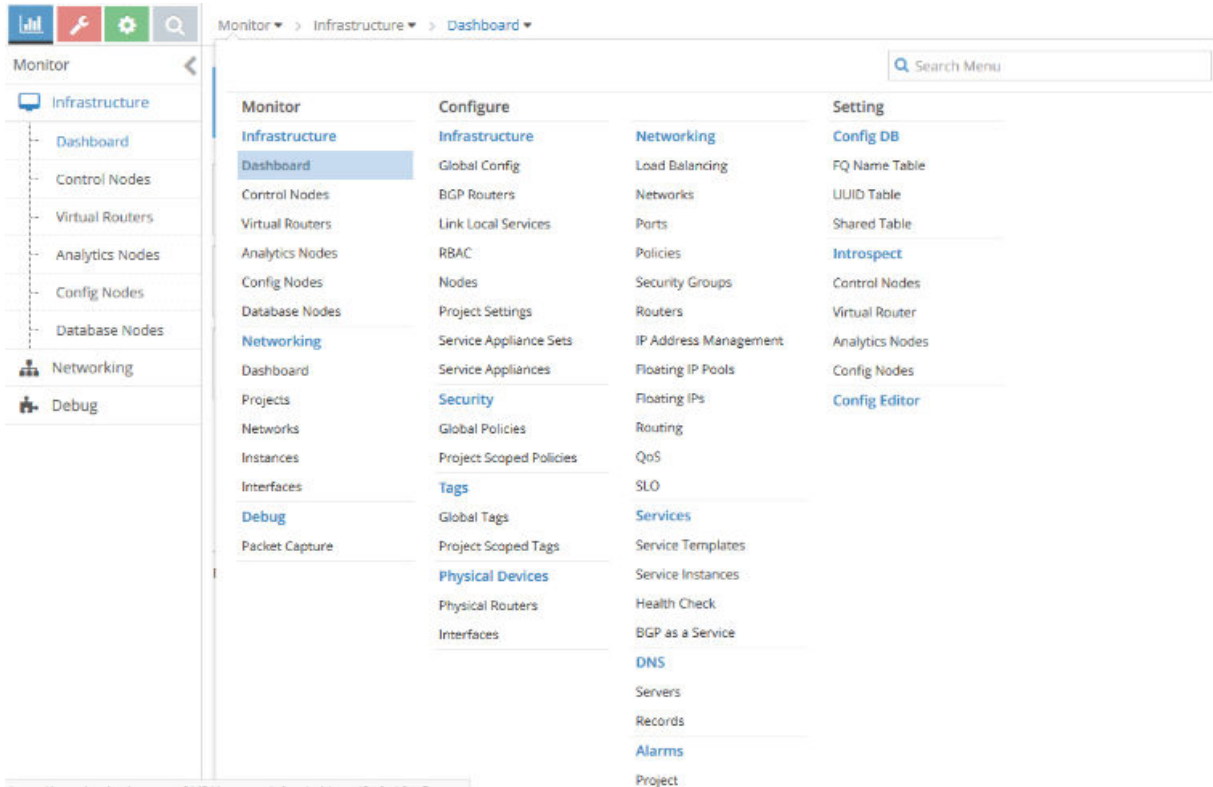 Monitor > Infrastructure > Dashboard
Monitor
Infrastructure
Dashboard
Control Nodes
Virtual Routers
Analytics Nodes
Config Nodes
Database Nodes
Networking
Debug
Search Menu
Monitor
Infrastructure
Dashboard
Control Nodes
Virtual Routers
Analytics Nodes
Config Nodes
Database Nodes
Networking
Dashboard
Projects
Networks
Instances
Interfaces
Debug
Packet Capture
Configure
Infrastructure
Global Config
BGP Routers
Link Local Services
RBAC
Nodes
Project Settings
Service Appliance Sets
Service Appliances
Security
Global Policies
Project Scoped Policies
Tags
Global Tags
Project Scoped Tags
Physical Devices
Physical Routers
Interfaces
Networking
Load Balancing
Networks
Ports
Policies
Security Groups
Routers
IP Address Management
Floating IP Pools
Floating IPs
Routing
QoS
SLO
Services
Service Templates
Service Instances
Health Check
BGP as a Service
DNS
Servers
Records
Alarms
Project
Setting
Config DB
FQ Name Table
UUID Table
Shared Table
Introspect
Control Nodes
Virtual Router
Analytics Nodes
Config Nodes
Config Editor